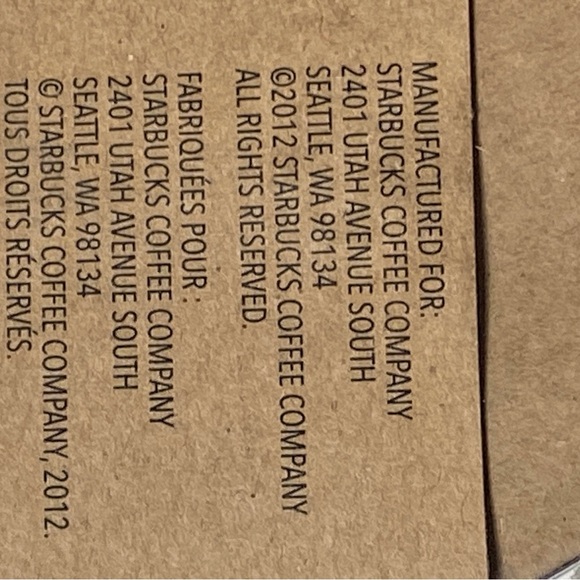 MANUFACTURED FOR:
STARBUCKS COFFEE COMPANY
2401 UTAH AVENUE SOUTH
SEATTLE, WA 98134
©2012 STARBUCKS COFFEE COMPANY
ALL RIGHTS RESERVED.
FABRIQUÉES POUR :
STARBUCKS COFFEE COMPANY
2401 UTAH AVENUE SOUTH
SEATTLE, WA 98134
© STARBUCKS COFFEE COMPANY, 2012.
TOUS DROITS RÉSERVÉS.